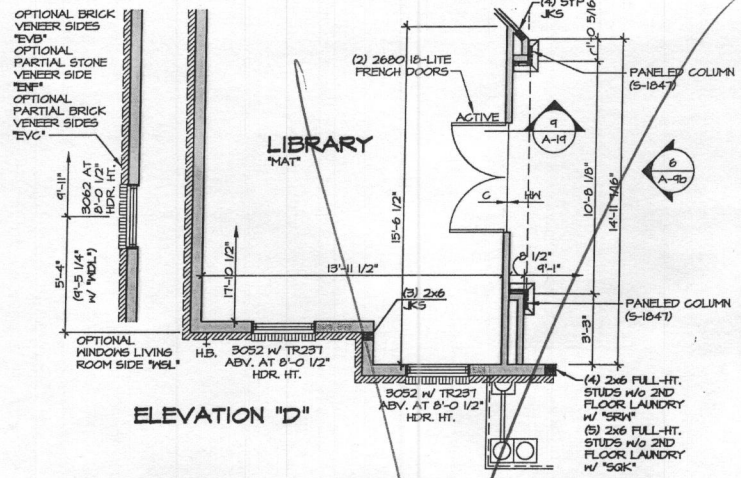 OPTIONAL BRICK
VENEER SIDES
"EVB"
OPTIONAL
PARTIAL STONE
VENEER SIDE
"ENF"
OPTIONAL
PARTIAL BRICK
VENEER SIDES
"EVC"
(4) STP
JKS
1'-0 5/16"
(2) 2680 18-LITE
FRENCH DOORS
ACTIVE
PANELED COLUMN
(S-1847)
LIBRARY
"MAT"
9
A-19
6
A-9b
9'-11"
3062 AT
8'-0 1/2"
HDR. HT.
15'-6 1/2"
C
HW
10'-8 1/8"
14'-11 7/16"
5'-4"
(9'-5 1/4"
W/ "WDL")
17'-10 1/2"
13'-11 1/2"
8 1/2"
9'-1"
(3) 2x6
JKS
PANELED COLUMN
(S-1847)
3'-3"
OPTIONAL
WINDOWS LIVING
ROOM SIDE "WSL"
H.B.
3052 W/ TR237
ABV. AT 8'-0 1/2"
HDR. HT.
3052 W/ TR237
ABV. AT 8'-0 1/2"
HDR. HT.
ELEVATION "D"
(4) 2x6 FULL-HT.
STUDS W/o 2ND
FLOOR LAUNDRY
W/ "SRW"
(5) 2x6 FULL-HT.
STUDS W/o 2ND
FLOOR LAUNDRY
W/ "SQK"